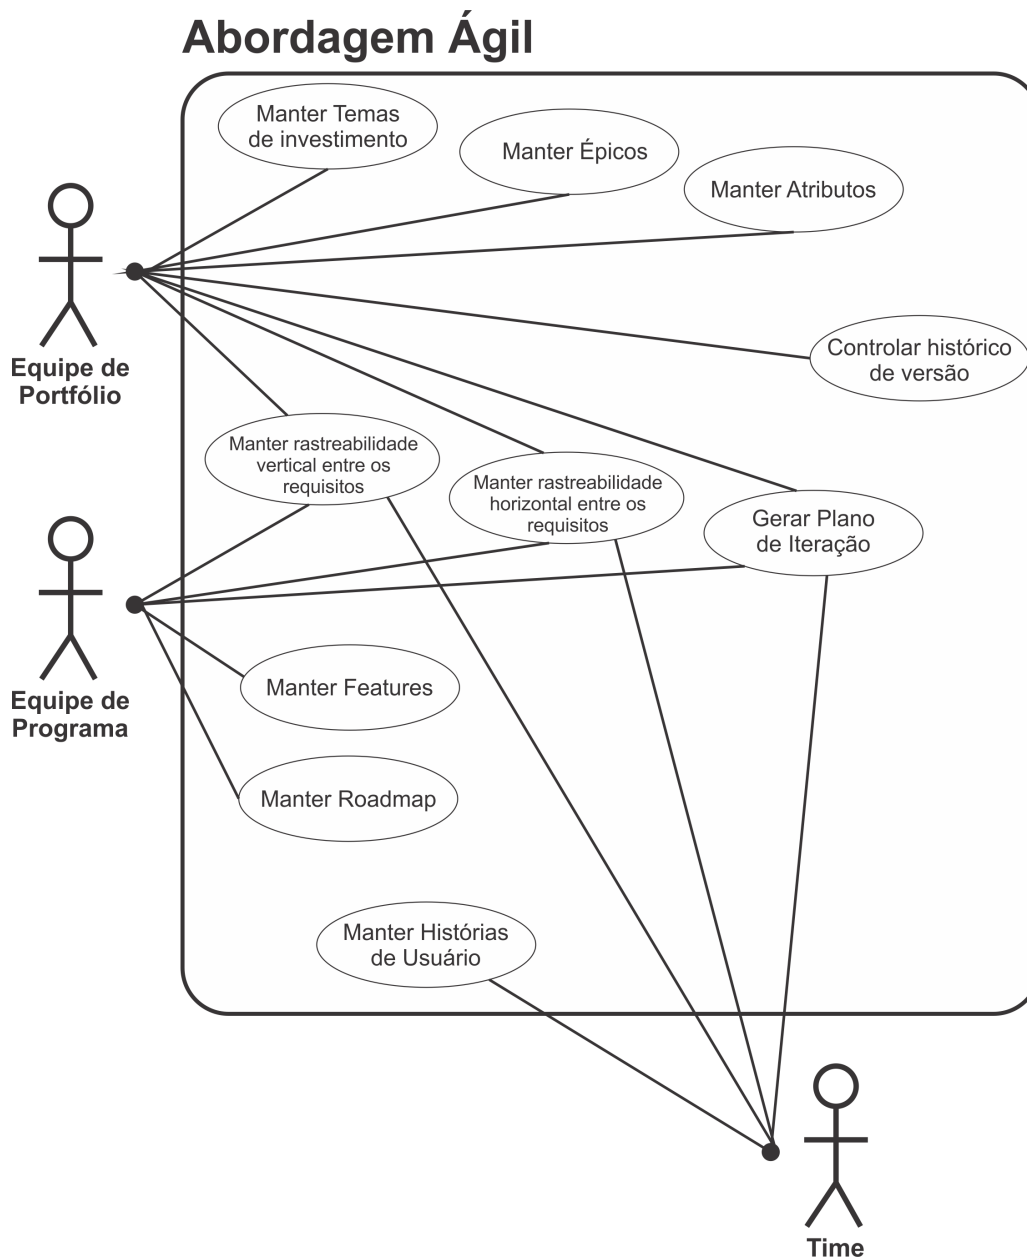 Abordagem Ágil
Manter Temas
de investimento
Manter Épicos
Manter Atributos
Equipe de
Portfólio
Controlar histórico
de versão
Manter rastreabilidade
vertical entre os
requisitos
Manter rastreabilidade
horizontal entre os
requisitos
Gerar Plano
de Iteração
Equipe de
Programa
Manter Features
Manter Roadmap
Manter Histórias
de Usuário
Time